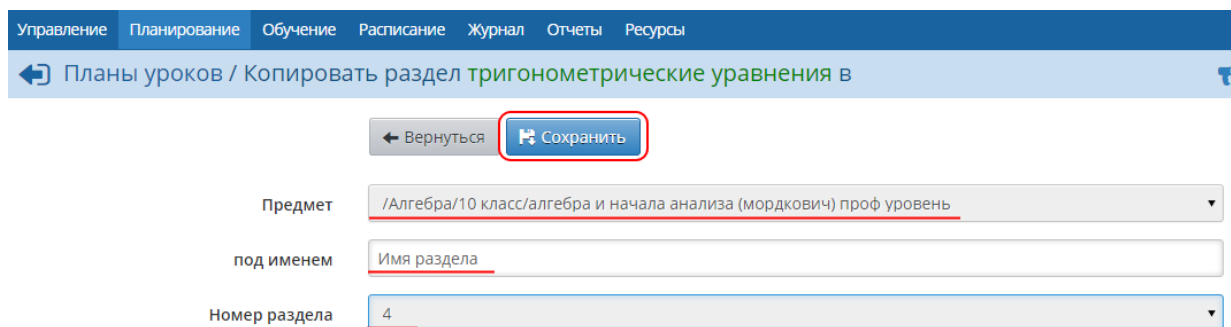 Управление Планирование Обучение Расписание Журнал Отчеты Ресурсы
Планы уроков / Копировать раздел тригонометрические уравнения в
Вернуться Сохранить
Предмет /Алгебра/10 класс/алгебра и начала анализа (мордкович) проф уровень
под именем Имя раздела
Номер раздела 4